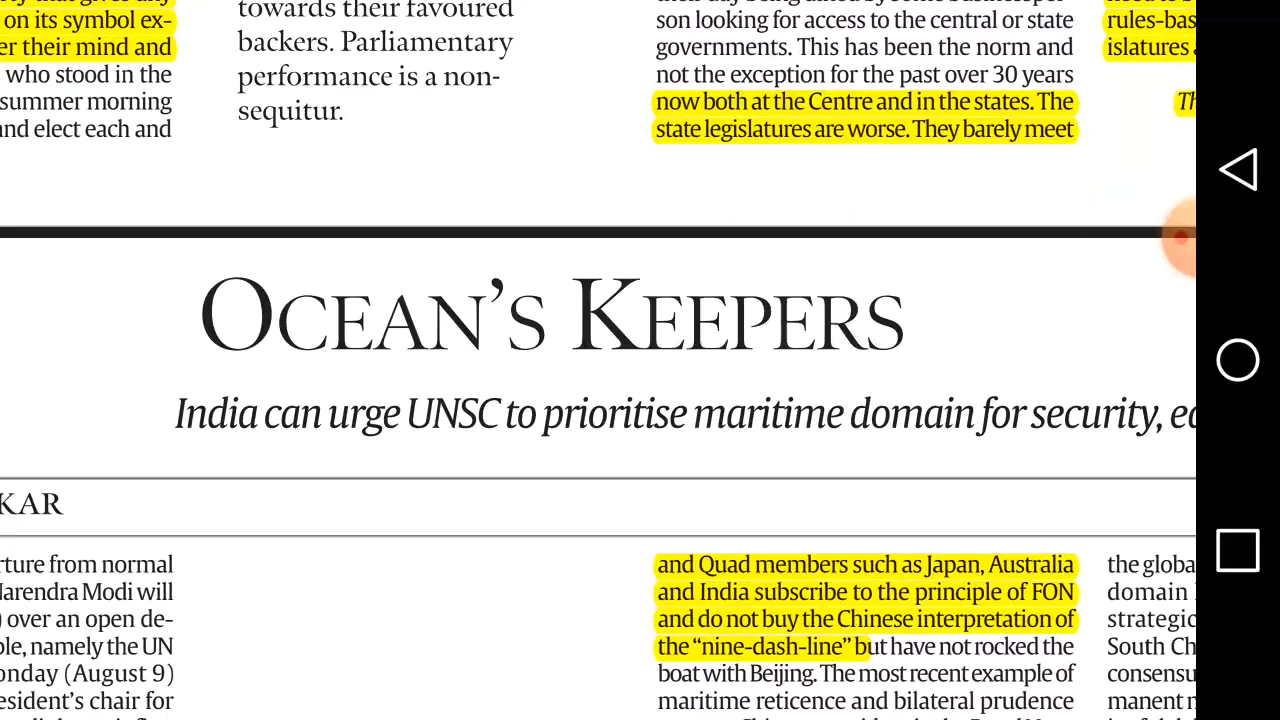 on its symbol ex-
er their mind and
who stood in the
summer morning
and elect each and
towards their favoured
backers. Parliamentary
performance is a non-
sequitur.
son looking for access to the central or state
governments. This has been the norm and
not the exception for the past over 30 years
now both at the Centre and in the states. The
state legislatures are worse. They barely meet
rules-bas
islatures
Th
OCEAN'S KEEPERS
India can urge UNSC to prioritise maritime domain for security, ec
KAR
rture from normal
Narendra Modi will
) over an open de-
ple, namely the UN
onday (August 9)
esident's chair for
and Quad members such as Japan, Australia
and India subscribe to the principle of FON
and do not buy the Chinese interpretation of
the “nine-dash-line” but have not rocked the
boat with Beijing. The most recent example of
maritime reticence and bilateral prudence
the globa
domain
strategic
South Ch
consensu
manent n